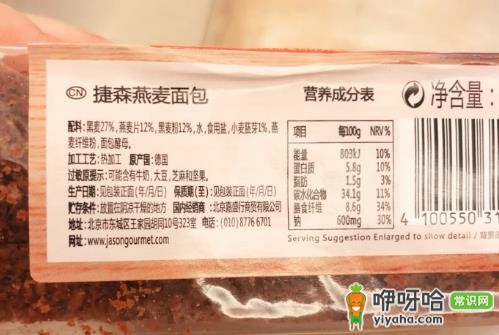 CN 捷森燕麦面包
配料:黑麦27%, 燕麦片12%, 黑麦粉12%, 水, 食用盐, 小麦胚芽1%, 燕
麦纤维粉, 面包酵母。
加工工艺:热加工 原产国:德国
过敏原提示:可能含有牛奶, 大豆, 芝麻和坚果。
生产日期:见包装正面(年/月/日) 保质期(至):见包装正面(年/月/日)
贮存条件:放置在阴凉干燥的地方 国内经销商:北京嘉盛行商贸有限公司
地址:北京市东城区王家园胡同10号323室 电话:(010) 8776 6701
www.jasongourmet.com
营养成分表
项目 每100g NRV %
能量 803kJ 10%
蛋白质 5.8g 10%
脂肪 1.5g 3%
碳水化合物 34.1g 11%
膳食纤维 8.6g 34%
钠 600mg 30%
Serving Suggestion Enlarged to show detail /
净含量:
4 100550 31
咿呀哈 常识网
yiyaha.com